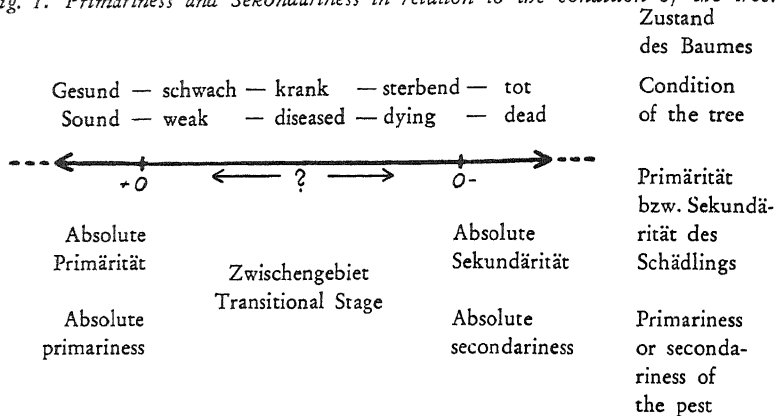 Fig. 1. Primariness and Sekondariness in relation to the condition of the tree.
Zustand
des Baumes
Gesund — schwach — krank — sterbend — tot
Sound — weak — diseased — dying — dead
Condition
of the tree
+0 ? 0-
Primärität
bzw. Sekundä-
rität des
Schädlings
Absolute
Primärität
Zwischengebiet
Transitional Stage
Absolute
Sekundärität
Absolute
primariness
Absolute
secondariness
Primariness
or seconda-
riness of
the pest